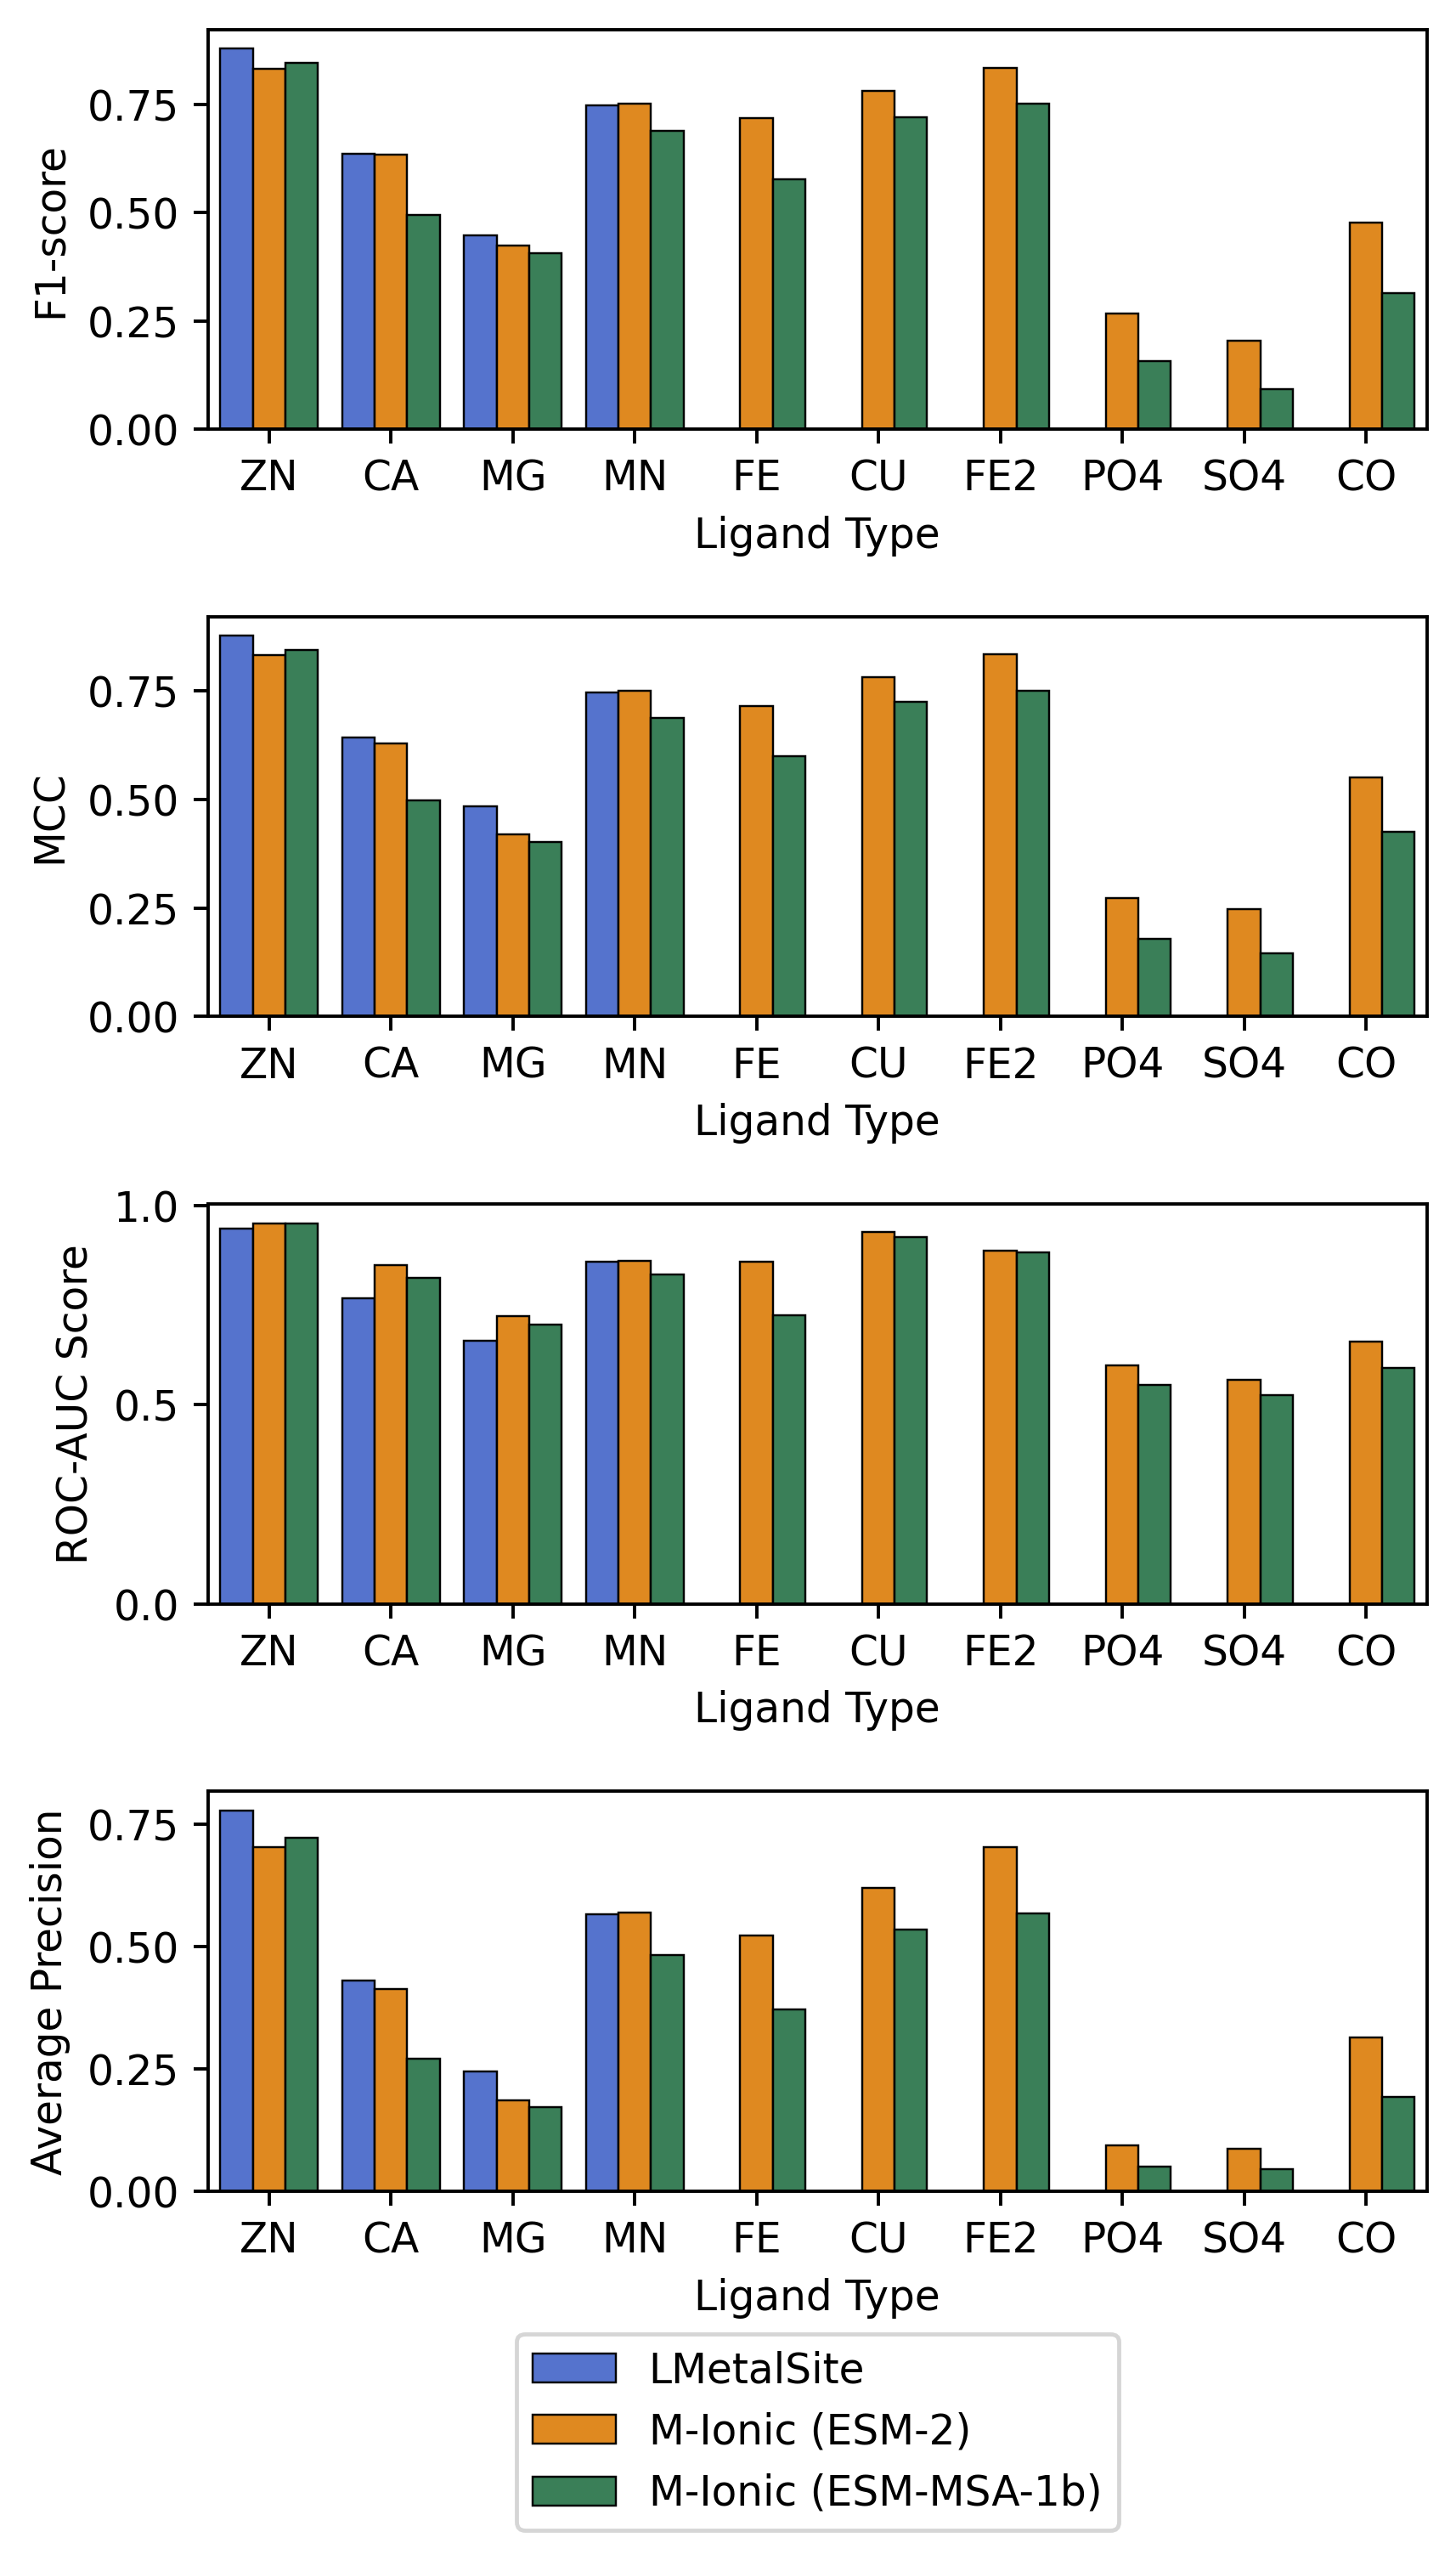 F1-score
0.75
0.50
0.25
0.00
ZN CA MG MN FE CU FE2 PO4 SO4 CO
Ligand Type
MCC
0.75
0.50
0.25
0.00
ZN CA MG MN FE CU FE2 PO4 SO4 CO
Ligand Type
ROC-AUC Score
1.0
0.5
0.0
ZN CA MG MN FE CU FE2 PO4 SO4 CO
Ligand Type
Average Precision
0.75
0.50
0.25
0.00
ZN CA MG MN FE CU FE2 PO4 SO4 CO
Ligand Type
LMetalSite
M-Ionic (ESM-2)
M-Ionic (ESM-MSA-1b)